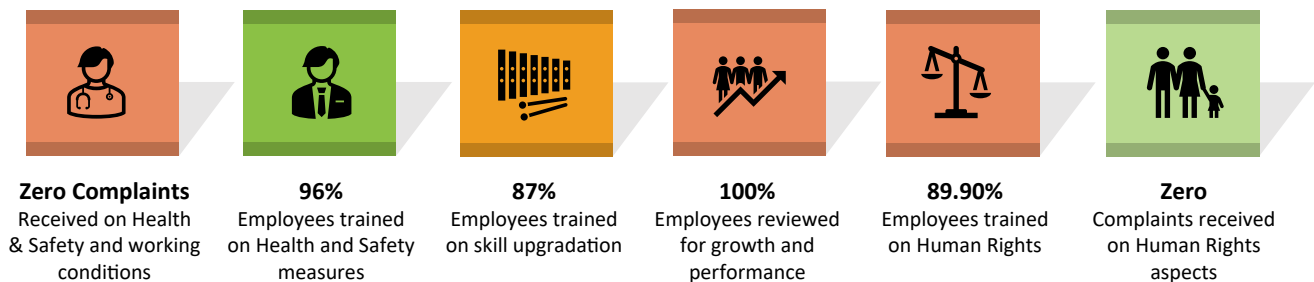 Zero Complaints
Received on Health
& Safety and working
conditions
96%
Employees trained
on Health and Safety
measures
87%
Employees trained
on skill upgradation
100%
Employees reviewed
for growth and
performance
89.90%
Employees trained
on Human Rights
Zero
Complaints received
on Human Rights
aspects